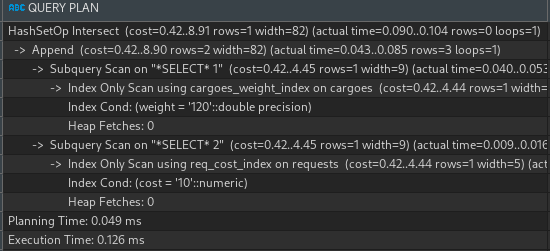 ABC QUERY PLAN
HashSetOp Intersect (cost=0.42..8.91 rows=1 width=82) (actual time=0.090..0.104 rows=0 loops=1)
-> Append (cost=0.42..8.90 rows=2 width=82) (actual time=0.043..0.085 rows=3 loops=1)
-> Subquery Scan on "*SELECT* 1" (cost=0.42..4.45 rows=1 width=9) (actual time=0.040..0.053
-> Index Only Scan using cargoes_weight_index on cargoes (cost=0.42..4.44 rows=1 width=
Index Cond: (weight = '120'::double precision)
Heap Fetches: 0
-> Subquery Scan on "*SELECT* 2" (cost=0.42..4.45 rows=1 width=9) (actual time=0.009..0.016
-> Index Only Scan using req_cost_index on requests (cost=0.42..4.44 rows=1 width=5) (act
Index Cond: (cost = '10'::numeric)
Heap Fetches: 0
Planning Time: 0.049 ms
Execution Time: 0.126 ms